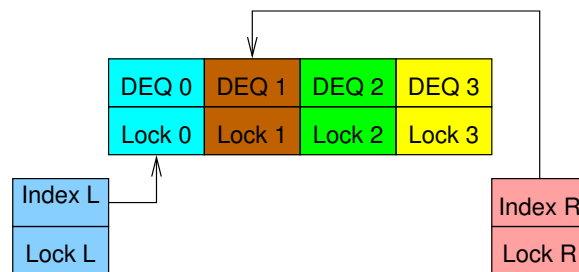 DEQ 0 DEQ 1 DEQ 2 DEQ 3
Lock 0 Lock 1 Lock 2 Lock 3
Index L
Lock L
Index R
Lock R